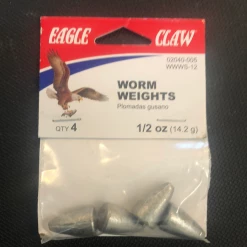 EAGLE CLAW
02040-005
WWWS-12
WORM
WEIGHTS
Plomadas gusano
QTY 4
1/2 oz (14.2 g)